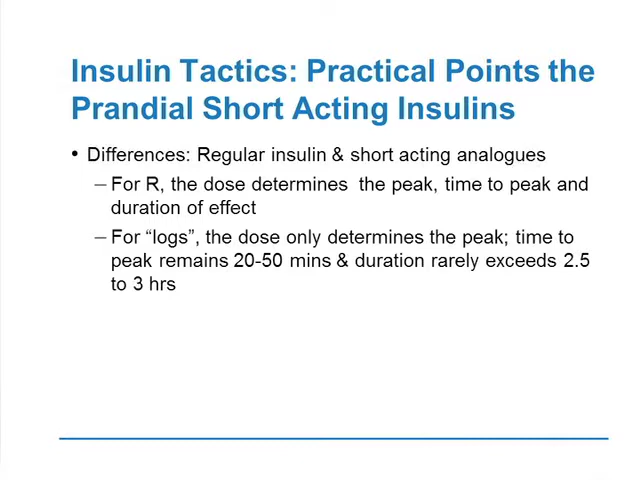 Insulin Tactics: Practical Points the
Prandial Short Acting Insulins
• Differences: Regular insulin & short acting analogues
– For R, the dose determines the peak, time to peak and
duration of effect
– For “logs”, the dose only determines the peak; time to
peak remains 20-50 mins & duration rarely exceeds 2.5
to 3 hrs